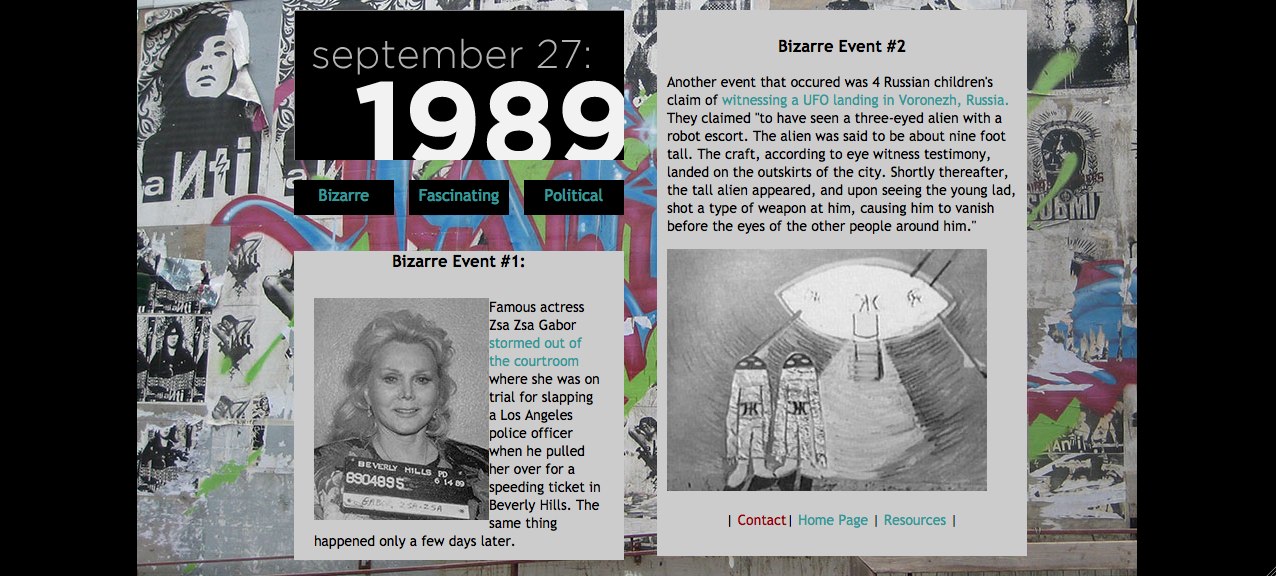 september 27:
1989
Bizarre
Fascinating
Political
Bizarre Event #1:
Famous actress
Zsa Zsa Gabor
stormed out of
the courtroom
where she was on
trial for slapping
a Los Angeles
police officer
when he pulled
her over for a
speeding ticket in
Beverly Hills. The
same thing
happened only a few days later.
BEVERLY HILLS PD
8904895 6 14 89
Bizarre Event #2
Another event that occured was 4 Russian children's
claim of witnessing a UFO landing in Voronezh, Russia.
They claimed "to have seen a three-eyed alien with a
robot escort. The alien was said to be about nine foot
tall. The craft, according to eye witness testimony,
landed on the outskirts of the city. Shortly thereafter,
the tall alien appeared, and upon seeing the young lad,
shot a type of weapon at him, causing him to vanish
before the eyes of the other people around him."
| Contact| Home Page | Resources |